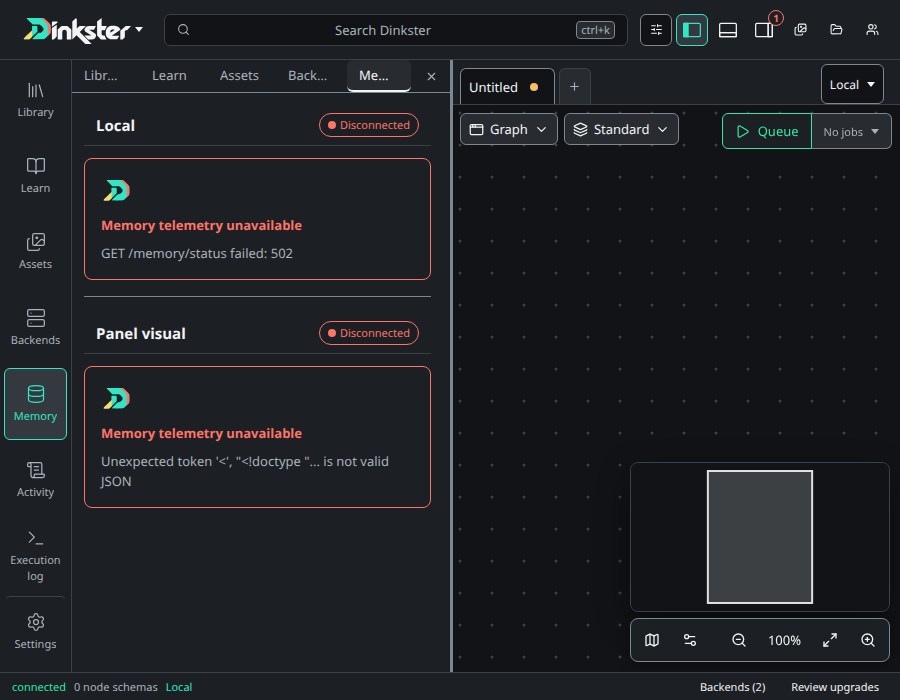 Dinkster
Search Dinkster
ctrl+k
1
Libr...
Learn
Assets
Back...
Me...
Untitled
Local
Library
Learn
Assets
Backends
Memory
Activity
Execution
log
Settings
Local
Disconnected
Memory telemetry unavailable
GET /memory/status failed: 502
Panel visual
Disconnected
Memory telemetry unavailable
Unexpected token '<', "<!doctype "... is not valid
JSON
Graph
Standard
Queue
No jobs
100%
connected
0 node schemas
Local
Backends (2)
Review upgrades